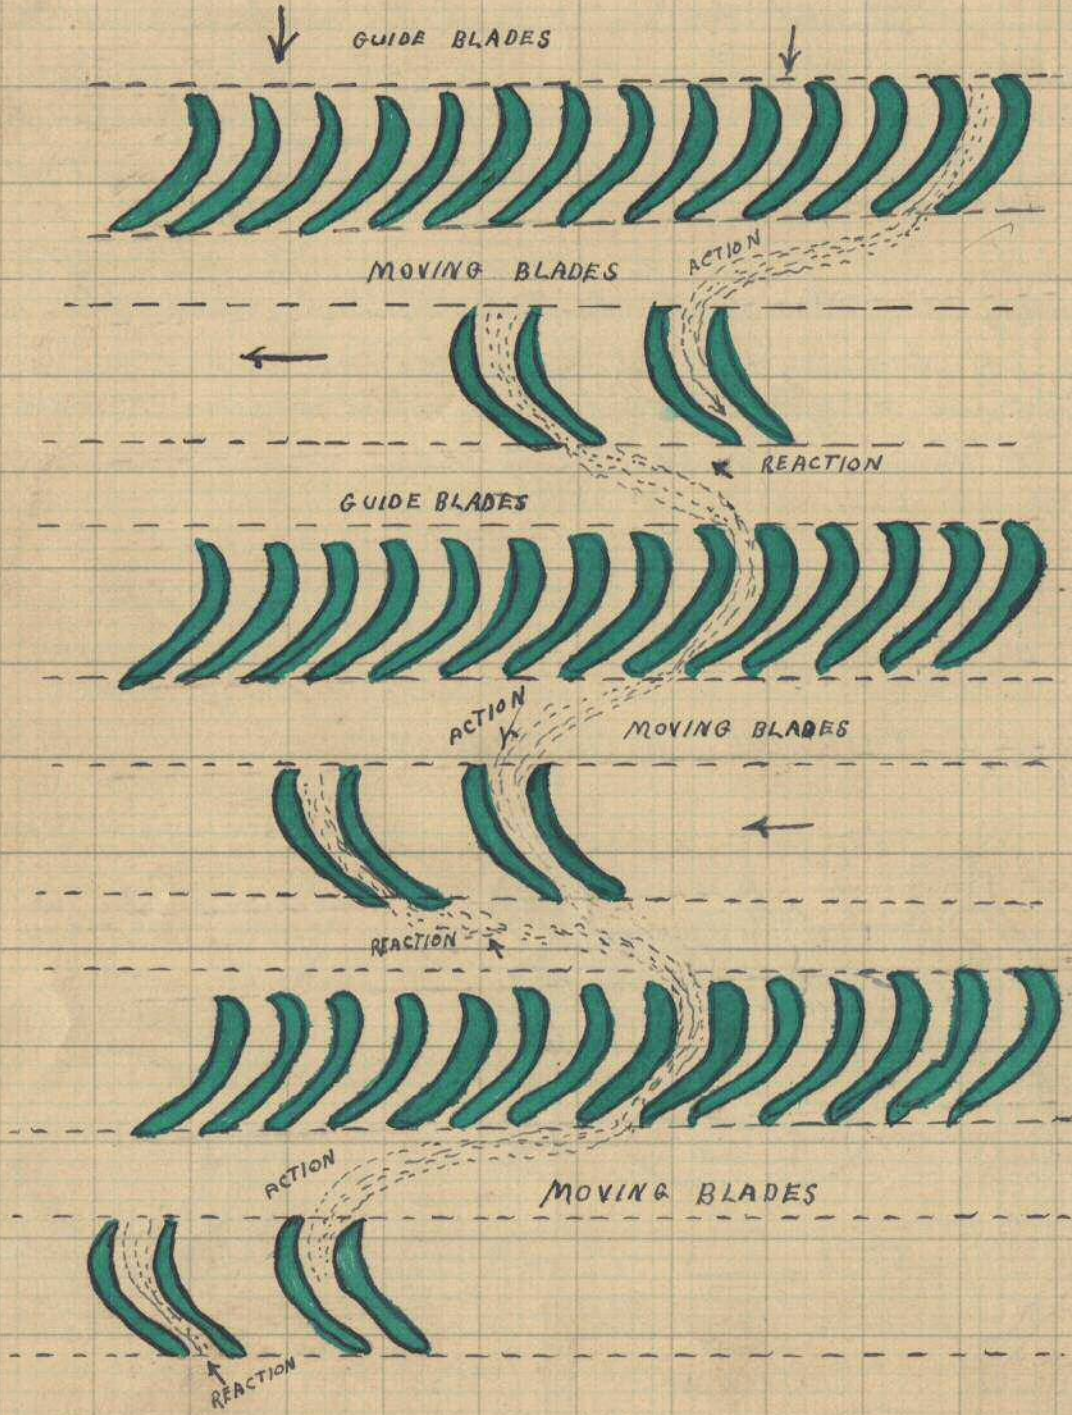 GUIDE BLADES
ACTION
MOVING BLADES
REACTION
GUIDE BLADES
ACTION
MOVING BLADES
REACTION
ACTION
MOVING BLADES
REACTION